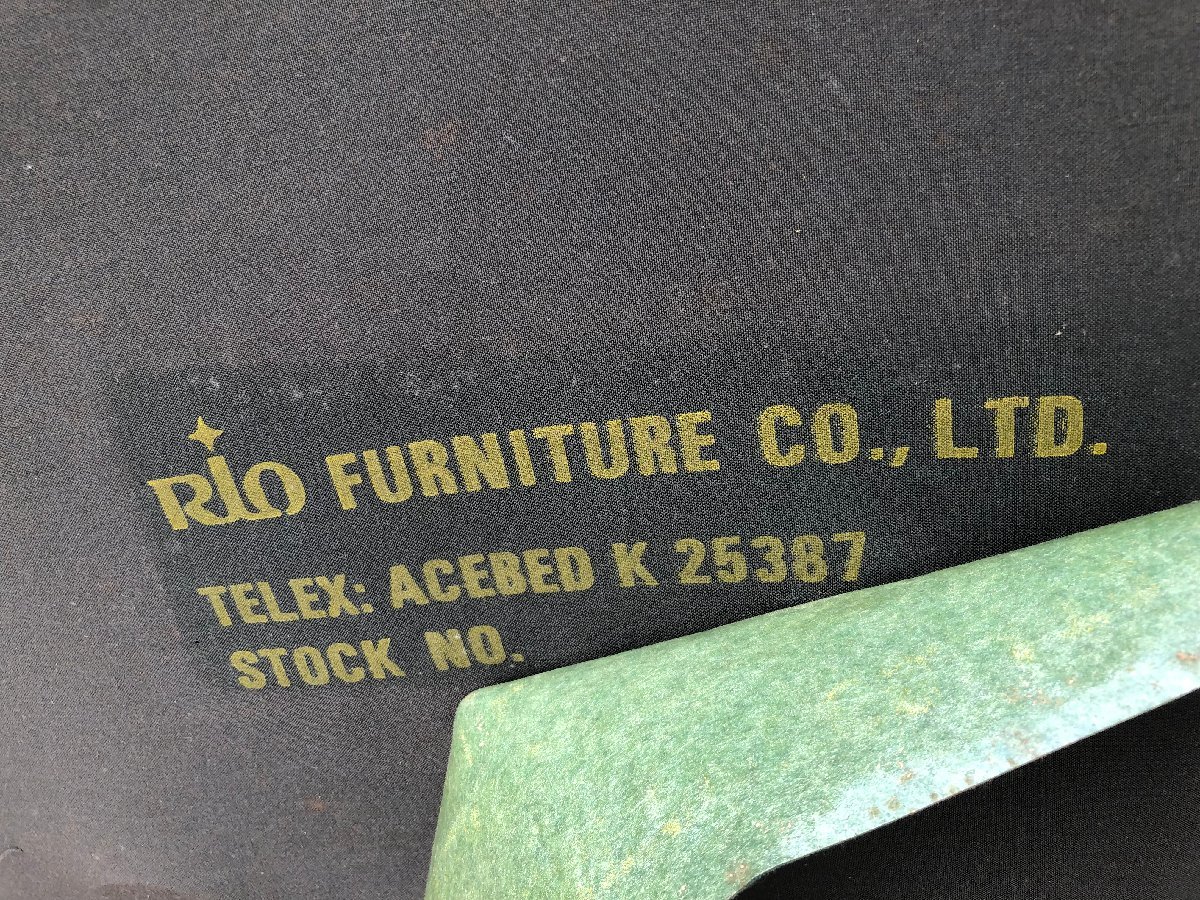 RIO FURNITURE CO., LTD.
TELEX: ACEBED K 25387
STOCK NO.